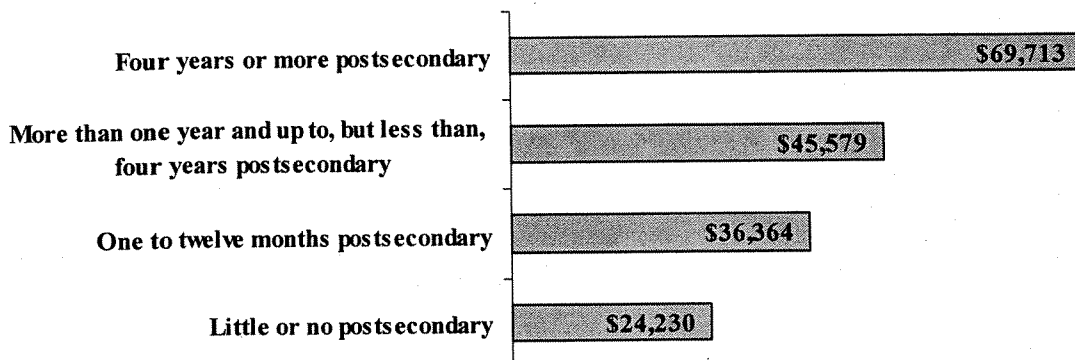 Four years or more postsecondary
$69,713
More than one year and up to, but less than,
four years postsecondary
$45,579
One to twelve months postsecondary
$36,364
Little or no postsecondary
$24,230